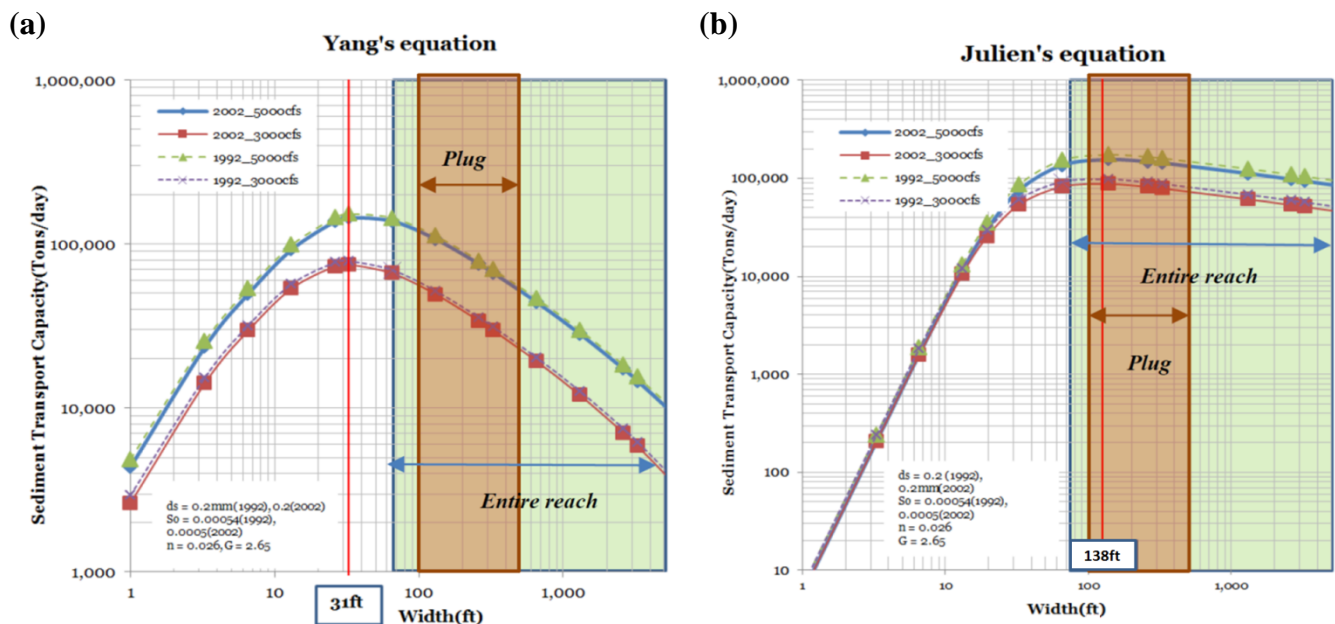 (a)
Yang's equation
1,000,000
100,000
10,000
1,000
Sediment Transport Capacity(Tons/day)
2002_5000cfs
2002_3000cfs
1992_5000cfs
1992_3000cfs
Plug
Entire reach
ds = 0.2mm(1992), 0.2(2002)
So = 0.00054(1992),
0.0005(2002)
n = 0.026, G = 2.65
1
10
100
1,000
31ft
Width(ft)
(b)
Julien's equation
1,000,000
100,000
10,000
1,000
100
10
Sediment Transport Capacity(Tons/day)
2002_5000cfs
2002_3000cfs
1992_5000cfs
1992_3000cfs
Entire reach
Plug
ds = 0.2 (1992),
0.2mm(2002)
So = 0.00054(1992),
0.0005(2002)
n = 0.026
G = 2.65
138ft
1
10
100
1,000
Width(ft)